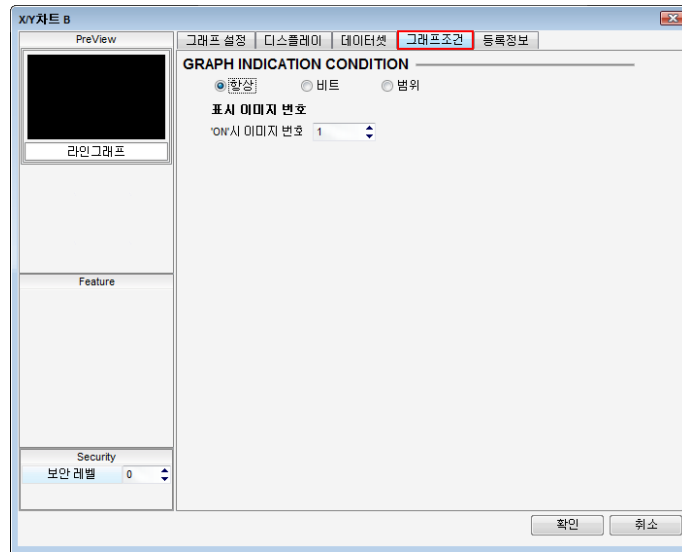 X/Y차트 B
PreView
그래프 설정 디스플레이 데이터셋 그래프조건 등록정보
GRAPH INDICATION CONDITION
항상 비트 범위
표시 이미지 번호
'ON'시 이미지 번호 1
라인그래프
Feature
Security
보안 레벨 0
확인 취소